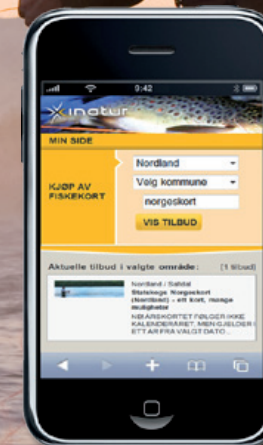 9:42
inatur
MIN SIDE
Nordland
Velg kommune
KJØP AV
FISKEKORT
norgeskort
VIS TILBUD
Aktuelle tilbud i valgte område: [1 tilbud]
Nordland / Saltdal
Statskogs Norgeskort
(Nordland) - ett kort, mange
muligheter
NB! ÅRSKORTET FØLGER IKKE
KALENDERÅRET, MEN GJELDER I
ETT ÅR FRA VALGT DATO...